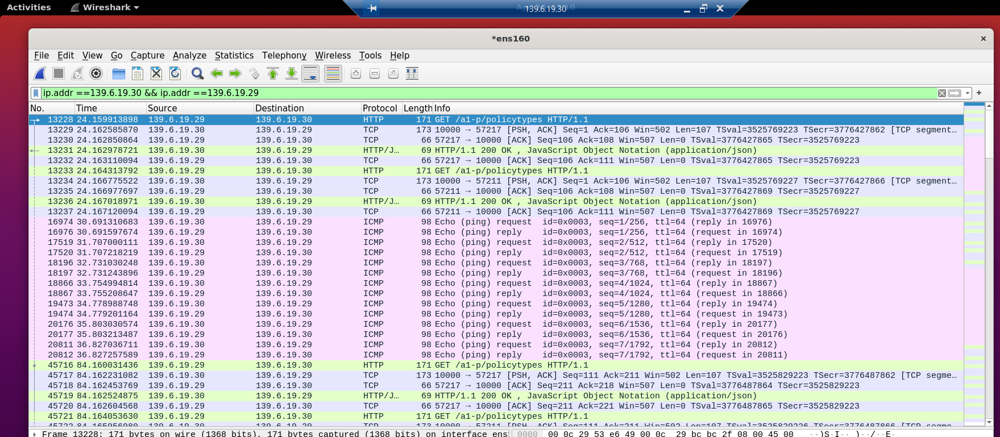 Activities Wireshark 139.6.19.30
*ens160
File Edit View Go Capture Analyze Statistics Telephony Wireless Tools Help
ip.addr ==139.6.19.30 && ip.addr ==139.6.19.29
No. Time Source Destination Protocol Length Info
13228 24.159913898 139.6.19.29 139.6.19.30 HTTP 171 GET /a1-p/policytypes HTTP/1.1
13229 24.162585870 139.6.19.30 139.6.19.29 TCP 173 10000 → 57217 [PSH, ACK] Seq=1 Ack=106 Win=502 Len=107 TSval=3525769223 TSecr=3776427862 [TCP segment…
13230 24.162850864 139.6.19.29 139.6.19.30 TCP 66 57217 → 10000 [ACK] Seq=106 Ack=108 Win=507 Len=0 TSval=3776427865 TSecr=3525769223
13231 24.162978721 139.6.19.30 139.6.19.29 HTTP/J… 69 HTTP/1.1 200 OK , JavaScript Object Notation (application/json)
13232 24.163110094 139.6.19.29 139.6.19.30 TCP 66 57217 → 10000 [ACK] Seq=106 Ack=111 Win=507 Len=0 TSval=3776427865 TSecr=3525769223
13233 24.164313792 139.6.19.29 139.6.19.30 HTTP 171 GET /a1-p/policytypes HTTP/1.1
13234 24.166775522 139.6.19.30 139.6.19.29 TCP 173 10000 → 57211 [PSH, ACK] Seq=1 Ack=106 Win=502 Len=107 TSval=3525769227 TSecr=3776427866 [TCP segment…
13235 24.166977697 139.6.19.29 139.6.19.30 TCP 66 57211 → 10000 [ACK] Seq=106 Ack=108 Win=507 Len=0 TSval=3776427869 TSecr=3525769227
13236 24.167018971 139.6.19.30 139.6.19.29 HTTP/J… 69 HTTP/1.1 200 OK , JavaScript Object Notation (application/json)
13237 24.167120094 139.6.19.29 139.6.19.30 TCP 66 57211 → 10000 [ACK] Seq=106 Ack=111 Win=507 Len=0 TSval=3776427869 TSecr=3525769227
16974 30.691310683 139.6.19.30 139.6.19.29 ICMP 98 Echo (ping) request id=0x0003, seq=1/256, ttl=64 (reply in 16976)
16976 30.691597674 139.6.19.29 139.6.19.30 ICMP 98 Echo (ping) reply id=0x0003, seq=1/256, ttl=64 (request in 16974)
17519 31.707000111 139.6.19.30 139.6.19.29 ICMP 98 Echo (ping) request id=0x0003, seq=2/512, ttl=64 (reply in 17520)
17520 31.707218219 139.6.19.29 139.6.19.30 ICMP 98 Echo (ping) reply id=0x0003, seq=2/512, ttl=64 (request in 17519)
18196 32.731030248 139.6.19.30 139.6.19.29 ICMP 98 Echo (ping) request id=0x0003, seq=3/768, ttl=64 (reply in 18197)
18197 32.731243896 139.6.19.29 139.6.19.30 ICMP 98 Echo (ping) reply id=0x0003, seq=3/768, ttl=64 (request in 18196)
18866 33.754994814 139.6.19.30 139.6.19.29 ICMP 98 Echo (ping) request id=0x0003, seq=4/1024, ttl=64 (reply in 18867)
18867 33.755208647 139.6.19.29 139.6.19.30 ICMP 98 Echo (ping) reply id=0x0003, seq=4/1024, ttl=64 (request in 18866)
19473 34.778988748 139.6.19.30 139.6.19.29 ICMP 98 Echo (ping) request id=0x0003, seq=5/1280, ttl=64 (reply in 19474)
19474 34.779201164 139.6.19.29 139.6.19.30 ICMP 98 Echo (ping) reply id=0x0003, seq=5/1280, ttl=64 (request in 19473)
20176 35.803030574 139.6.19.30 139.6.19.29 ICMP 98 Echo (ping) request id=0x0003, seq=6/1536, ttl=64 (reply in 20177)
20177 35.803213487 139.6.19.29 139.6.19.30 ICMP 98 Echo (ping) reply id=0x0003, seq=6/1536, ttl=64 (request in 20176)
20811 36.827036711 139.6.19.30 139.6.19.29 ICMP 98 Echo (ping) request id=0x0003, seq=7/1792, ttl=64 (reply in 20812)
20812 36.827257589 139.6.19.29 139.6.19.30 ICMP 98 Echo (ping) reply id=0x0003, seq=7/1792, ttl=64 (request in 20811)
45716 84.160031436 139.6.19.29 139.6.19.30 HTTP 171 GET /a1-p/policytypes HTTP/1.1
45717 84.162231082 139.6.19.30 139.6.19.29 TCP 173 10000 → 57217 [PSH, ACK] Seq=111 Ack=211 Win=502 Len=107 TSval=3525829223 TSecr=3776487862 [TCP segme…
45718 84.162453769 139.6.19.29 139.6.19.30 TCP 66 57217 → 10000 [ACK] Seq=211 Ack=218 Win=507 Len=0 TSval=3776487864 TSecr=3525829223
45719 84.162524875 139.6.19.30 139.6.19.29 HTTP/J… 69 HTTP/1.1 200 OK , JavaScript Object Notation (application/json)
45720 84.162604568 139.6.19.29 139.6.19.30 TCP 66 57217 → 10000 [ACK] Seq=211 Ack=221 Win=507 Len=0 TSval=3776487865 TSecr=3525829223
45721 84.164053630 139.6.19.29 139.6.19.30 HTTP 171 GET /a1-p/policytypes HTTP/1.1
45722 84.165956980 139.6.19.30 139.6.19.29 TCP 173 10000 → 57211 [PSH, ACK] Seq=111 Ack=211 Win=502 Len=107 TSval=3525829226 TSecr=3776487866 [TCP segme…
Frame 13228: 171 bytes on wire (1368 bits), 171 bytes captured (1368 bits) on interface ens 0000 00 0c 29 53 e6 49 00 0c 29 bc bc 2f 08 00 45 00 ··)S·I·· )··/··E·